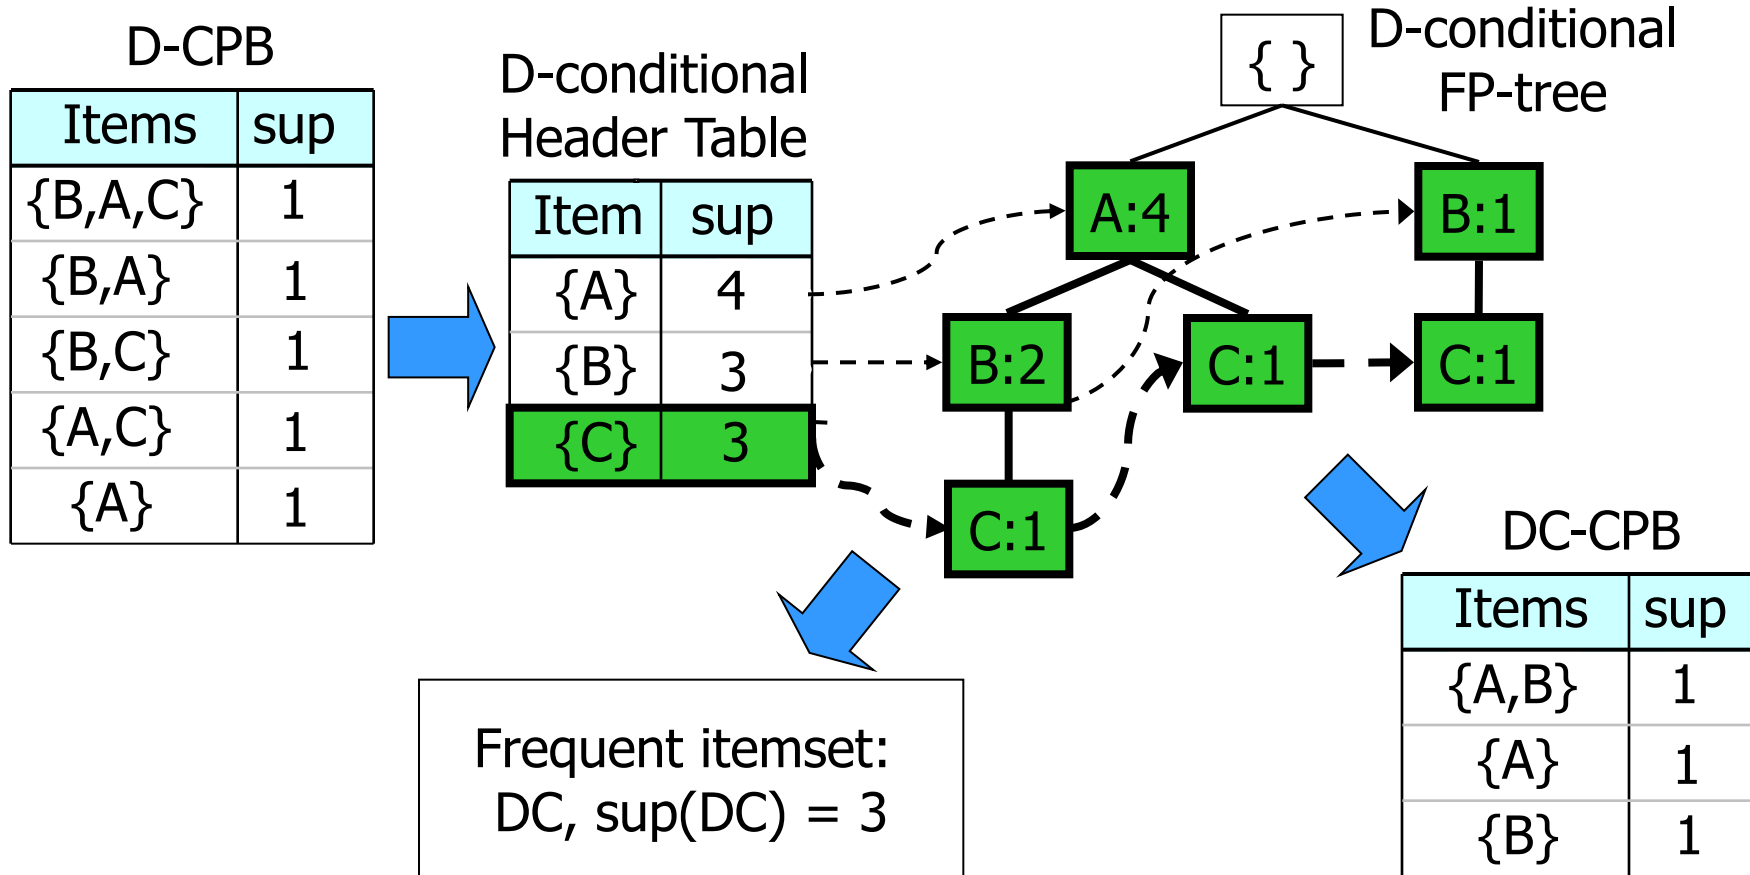 D-CPB
Items sup
{B,A,C} 1
{B,A} 1
{B,C} 1
{A,C} 1
{A} 1
D-conditional
Header Table
Item sup
{A} 4
{B} 3
{C} 3
{ }
D-conditional
FP-tree
A:4
B:1
B:2
C:1
C:1
C:1
Frequent itemset:
DC, sup(DC) = 3
DC-CPB
Items sup
{A,B} 1
{A} 1
{B} 1